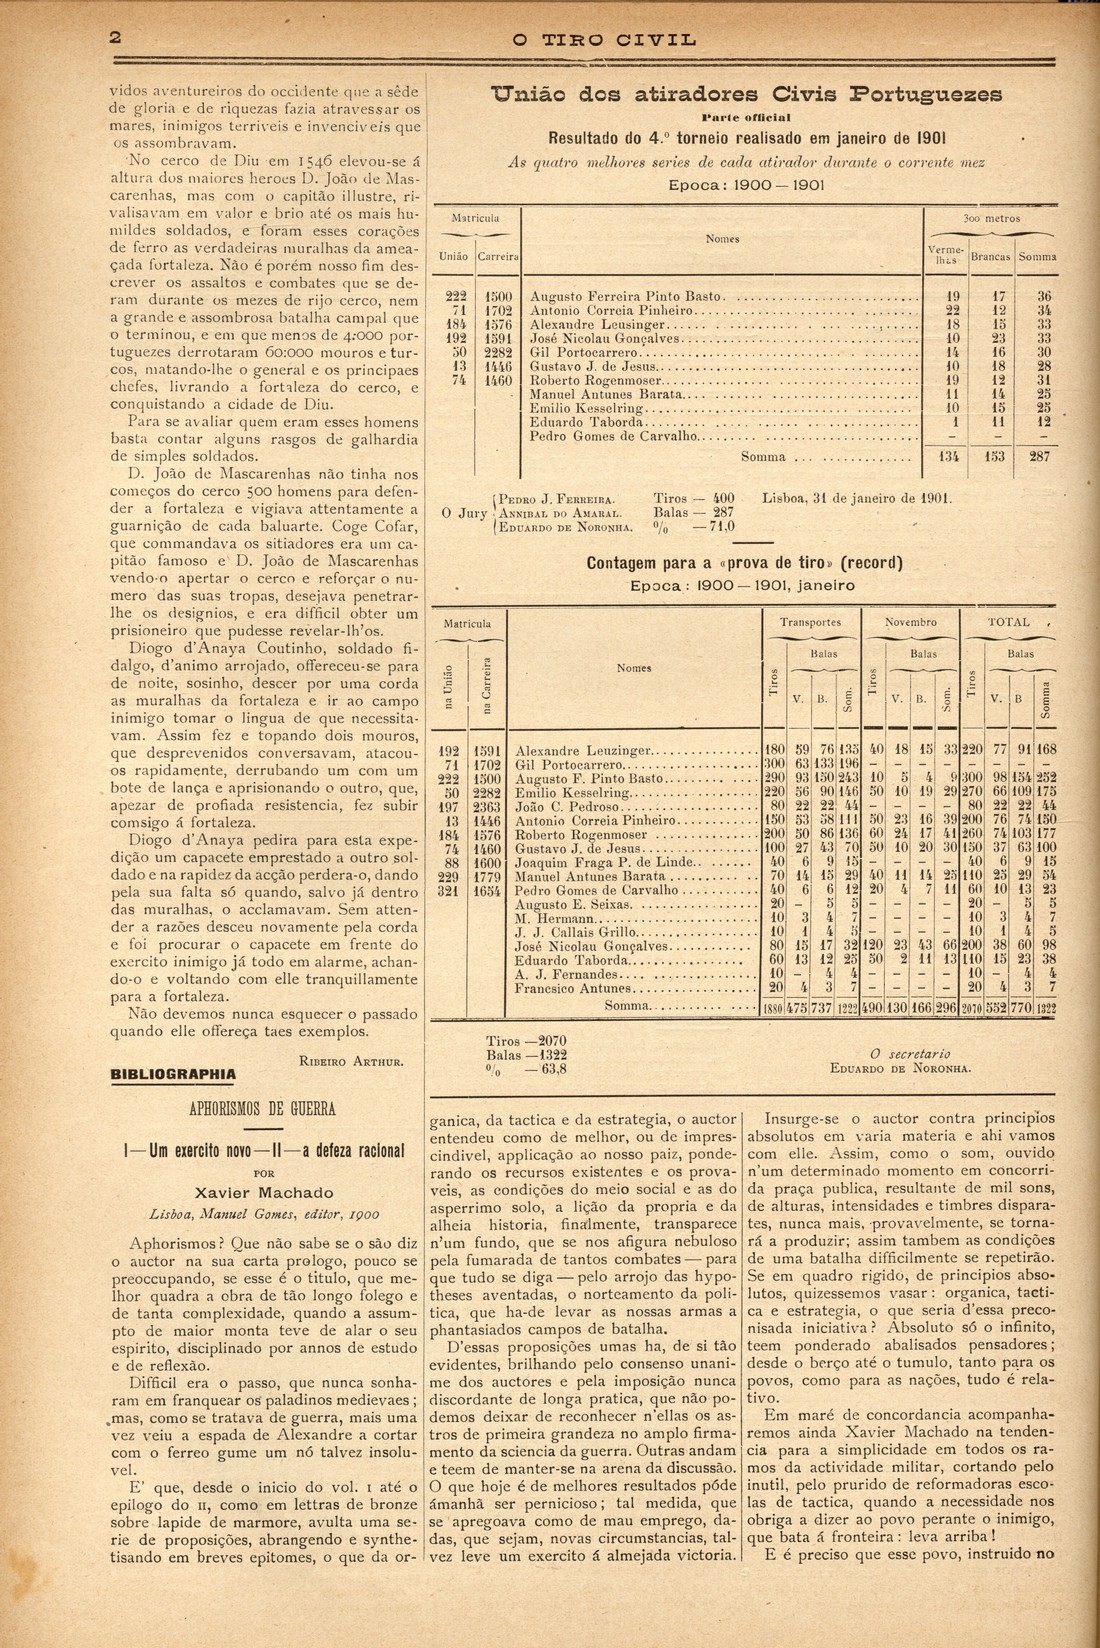 2
O TIRO CIVIL
vidos aventureiros do occidente que a sêde
de gloria e de riquezas fazia atravessar os
mares, inimigos terriveis e invenciveis que
os assombravam.
No cerco de Diu em 1546 elevou-se á
altura dos maiores heroes D. João de Mas-
carenhas, mas com o capitão illustre, ri-
valisavam em valor e brio até os mais hu-
mildes soldados, e foram esses corações
de ferro as verdadeiras muralhas da amea-
çada fortaleza. Não é porém nosso fim des-
crever os assaltos e combates que se de-
ram durante os mezes de rijo cerco, nem
a grande e assombrosa batalha campal que
o terminou, e em que menos de 4:000 por-
tuguezes derrotaram 60:000 mouros e tur-
cos, matando-lhe o general e os principaes
chefes, livrando a fortaleza do cerco, e
conquistando a cidade de Diu.
Para se avaliar quem eram esses homens
basta contar alguns rasgos de galhardia
de simples soldados.
D. João de Mascarenhas não tinha nos
começos do cerco 500 homens para defen-
der a fortaleza e vigiava attentamente a
guarnição de cada baluarte. Coge Cofar,
que commandava os sitiadores era um ca-
pitão famoso e D. João de Mascarenhas
vendo-o apertar o cerco e reforçar o nu-
mero das suas tropas, desejava penetrar-
lhe os designios, e era difficil obter um
prisioneiro que pudesse revelar-lh'os.
Diogo d'Anaya Coutinho, soldado fi-
dalgo, d'animo arrojado, offereceu-se para
de noite, sosinho, descer por uma corda
as muralhas da fortaleza e ir ao campo
inimigo tomar o lingua de que necessita-
vam. Assim fez e topando dois mouros,
que desprevenidos conversavam, atacou-
os rapidamente, derrubando um com um
bote de lança e aprisionando o outro, que,
apezar de profiada resistencia, fez subir
comsigo á fortaleza.
Diogo d'Anaya pedira para esta expe-
dição um capacete emprestado a outro sol-
dado e na rapidez da acção perdera-o, dando
pela sua falta só quando, salvo já dentro
das muralhas, o acclamavam. Sem atten-
der a razões desceu novamente pela corda
e foi procurar o capacete em frente do
exercito inimigo já todo em alarme, achan-
do-o e voltando com elle tranquillamente
para a fortaleza.
Não devemos nunca esquecer o passado
quando elle offereça taes exemplos.
RIBEIRO ARTHUR.
BIBLIOGRAPHIA
APHORISMOS DE GUERRA
I—Um exercito novo—II—a defeza racional
POR
Xavier Machado
Lisboa, Manuel Gomes, editor, 1900
Aphorismos? Que não sabe se o são diz
o auctor na sua carta prologo, pouco se
preoccupando, se esse é o titulo, que me-
lhor quadra a obra de tão longo folego e
de tanta complexidade, quando a assum-
pto de maior monta teve de alar o seu
espirito, disciplinado por annos de estudo
e de reflexão.
Difficil era o passo, que nunca sonha-
ram em franquear os paladinos medievaes;
mas, como se tratava de guerra, mais uma
vez veiu a espada de Alexandre a cortar
com o ferreo gume um nó talvez insolu-
vel.
E' que, desde o inicio do vol. I até o
epilogo do II, como em lettras de bronze
sobre lapide de marmore, avulta uma se-
rie de proposições, abrangendo e synthe-
tisando em breves epitomes, o que da or-
União dos atiradores Civis Portuguezes
Parte official
Resultado do 4.º torneio realisado em janeiro de 1901
As quatro melhores series de cada atirador durante o corrente mez
Epoca: 1900—1901
Matricula Nomes 300 metros
União Carreira Verme-lhas Brancas Somma
222 1500 Augusto Ferreira Pinto Basto 19 17 36
71 1702 Antonio Correia Pinheiro 22 12 34
184 1576 Alexandre Leusinger 18 15 33
192 1591 José Nicolau Gonçalves 10 23 33
50 2282 Gil Portocarrero 14 16 30
13 1446 Gustavo J. de Jesus 10 18 28
74 1460 Roberto Rogenmoser 19 12 31
Manuel Antunes Barata 11 14 25
Emilio Kesselring 10 15 25
Eduardo Taborda 1 11 12
Pedro Gomes de Carvalho – – –
Somma 134 153 287
PEDRO J. FERREIRA. Tiros — 400 Lisboa, 31 de janeiro de 1901.
O Jury ANNIBAL DO AMARAL. Balas — 287
EDUARDO DE NORONHA. % —71,0
Contagem para a «prova de tiro» (record)
Epoca: 1900—1901, janeiro
Matricula Nomes Transportes Novembro TOTAL
na União na Carreira Tiros Balas V. B. Som. Tiros Balas V. B. Som. Tiros Balas V. B Somma
192 1591 Alexandre Leuzinger 180 59 76 135 40 18 15 33 220 77 91 168
71 1702 Gil Portocarrero 300 63 133 196 – – – – – – – –
222 1500 Augusto F. Pinto Basto 290 93 150 243 10 5 4 9 300 98 154 252
50 2282 Emilio Kesselring 220 56 90 146 50 10 19 29 270 66 109 175
197 2363 João C. Pedroso 80 22 22 44 – – – – 80 22 22 44
13 1446 Antonio Correia Pinheiro 150 53 58 111 50 23 16 39 200 76 74 150
184 1576 Roberto Rogenmoser 200 50 86 136 60 24 17 41 260 74 103 177
74 1460 Gustavo J. de Jesus 100 27 43 70 50 10 20 30 150 37 63 100
88 1600 Joaquim Fraga P. de Linde 40 6 9 15 – – – – 40 6 9 15
229 1779 Manuel Antunes Barata 70 14 15 29 40 11 14 25 110 25 29 54
321 1654 Pedro Gomes de Carvalho 40 6 6 12 20 4 7 11 60 10 13 23
Augusto E. Seixas. 20 – 5 5 – – – – 20 – 5 5
M. Hermann 10 3 4 7 – – – – 10 3 4 7
J. J. Callais Grillo 10 1 4 5 – – – – 10 1 4 5
José Nicolau Gonçalves 80 15 17 32 120 23 43 66 200 38 60 98
Eduardo Taborda 60 13 12 25 50 2 11 13 110 15 23 38
A. J. Fernandes 10 – 4 4 – – – – 10 – 4 4
Francsico Antunes 20 4 3 7 – – – – 20 4 3 7
Somma 1880 475 737 1222 490 130 166 296 2070 552 770 1322
Tiros —2070
Balas —1322
% —63,8
O secretario
EDUARDO DE NORONHA.
ganica, da tactica e da estrategia, o auctor
entendeu como de melhor, ou de impres-
cindivel, applicação ao nosso paiz, ponde-
rando os recursos existentes e os prova-
veis, as condições do meio social e as do
asperrimo solo, a lição da propria e da
alheia historia, finalmente, transparece
n'um fundo, que se nos afigura nebuloso
pela fumarada de tantos combates—para
que tudo se diga—pelo arrojo das hypo-
theses aventadas, o norteamento da poli-
tica, que ha-de levar as nossas armas a
phantasiados campos de batalha.
D'essas proposições umas ha, de si tão
evidentes, brilhando pelo consenso unani-
me dos auctores e pela imposição nunca
discordante de longa pratica, que não po-
demos deixar de reconhecer n'ellas os as-
tros de primeira grandeza no amplo firma-
mento da sciencia da guerra. Outras andam
e teem de manter-se na arena da discussão.
O que hoje é de melhores resultados póde
ámanhã ser pernicioso; tal medida, que
se apregoava como de mau emprego, da-
das, que sejam, novas circumstancias, tal-
vez leve um exercito á almejada victoria.
Insurge-se o auctor contra principios
absolutos em varia materia e ahi vamos
com elle. Assim, como o som, ouvido
n'um determinado momento em concorri-
da praça publica, resultante de mil sons,
de alturas, intensidades e timbres dispara-
tes, nunca mais, provavelmente, se torna-
rá a produzir; assim tambem as condições
de uma batalha difficilmente se repetirão.
Se em quadro rigido, de principios abso-
lutos, quizessemos vasar: organica, tacti-
ca e estrategia, o que seria d'essa preco-
nisada iniciativa? Absoluto só o infinito,
teem ponderado abalisados pensadores;
desde o berço até o tumulo, tanto para os
povos, como para as nações, tudo é rela-
tivo.
Em maré de concordancia acompanha-
remos ainda Xavier Machado na tenden-
cia para a simplicidade em todos os ra-
mos da actividade militar, cortando pelo
inutil, pelo prurido de reformadoras esco-
las de tactica, quando a necessidade nos
obriga a dizer ao povo perante o inimigo,
que bata á fronteira: leva arriba!
E é preciso que esse povo, instruido no